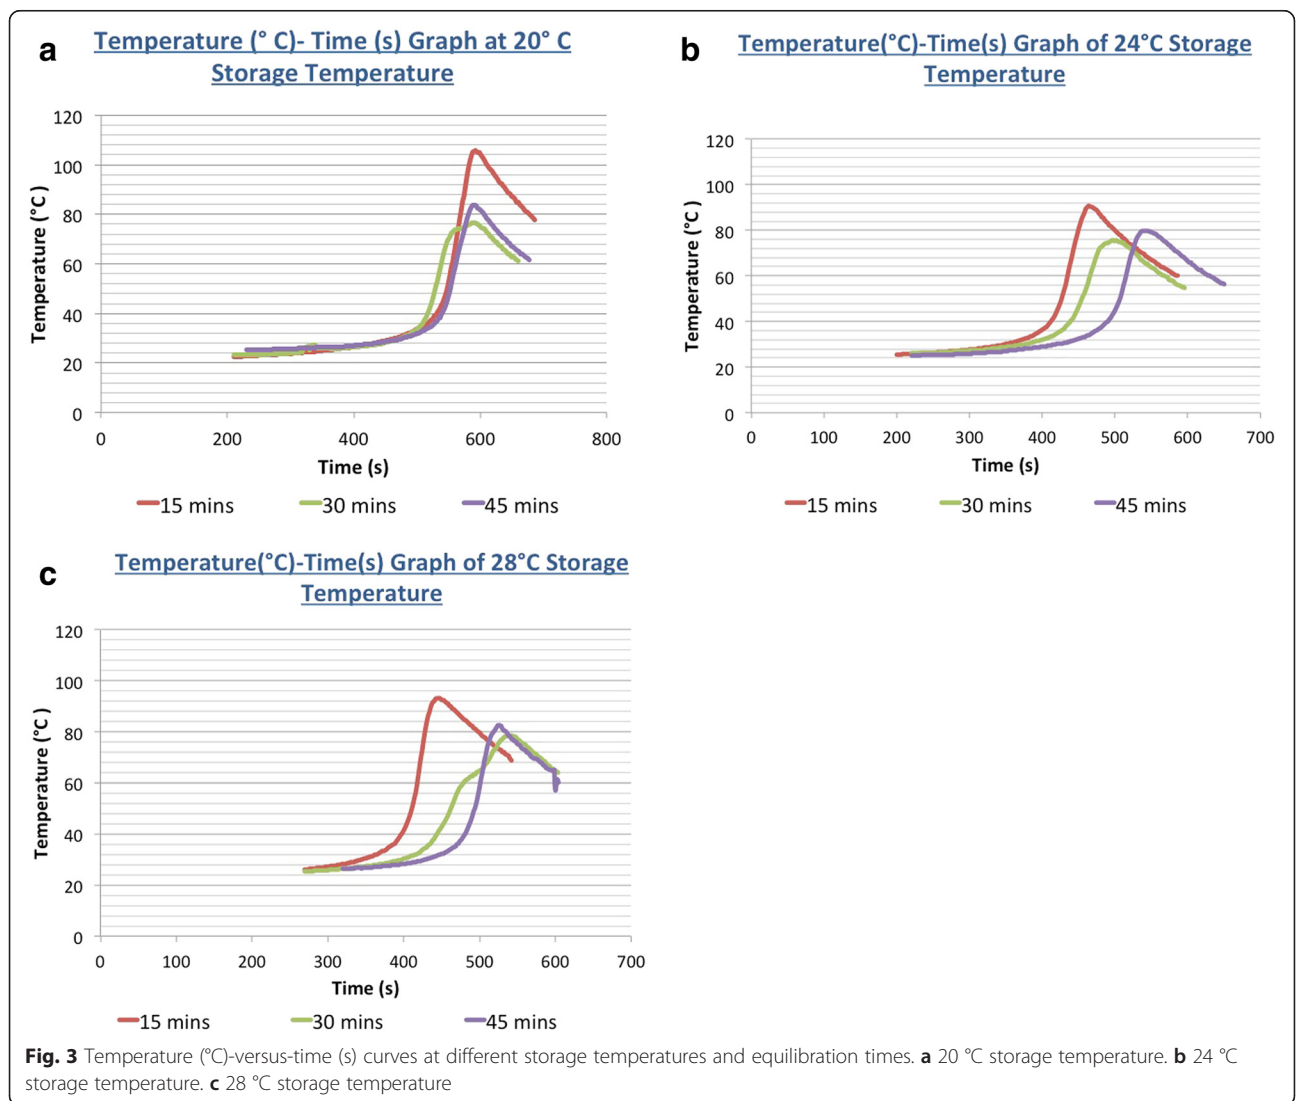 a
Temperature (° C)- Time (s) Graph at 20° C
Storage Temperature
120
100
80
60
40
20
0
Temperature (°C )
0 200 400 600 800
Time (s)
15 mins 30 mins 45 mins
b
Temperature(°C)-Time(s) Graph of 24°C Storage
Temperature
120
100
80
60
40
20
0
Temperature (°C )
0 100 200 300 400 500 600 700
Time (s)
15 mins 30 mins 45 mins
c
Temperature(°C)-Time(s) Graph of 28°C Storage
Temperature
120
100
80
60
40
20
0
Temperature (°C )
0 100 200 300 400 500 600 700
Time (s)
15 mins 30 mins 45 mins
Fig. 3 Temperature (°C)-versus-time (s) curves at different storage temperatures and equilibration times. a 20 °C storage temperature. b 24 °C
storage temperature. c 28 °C storage temperature